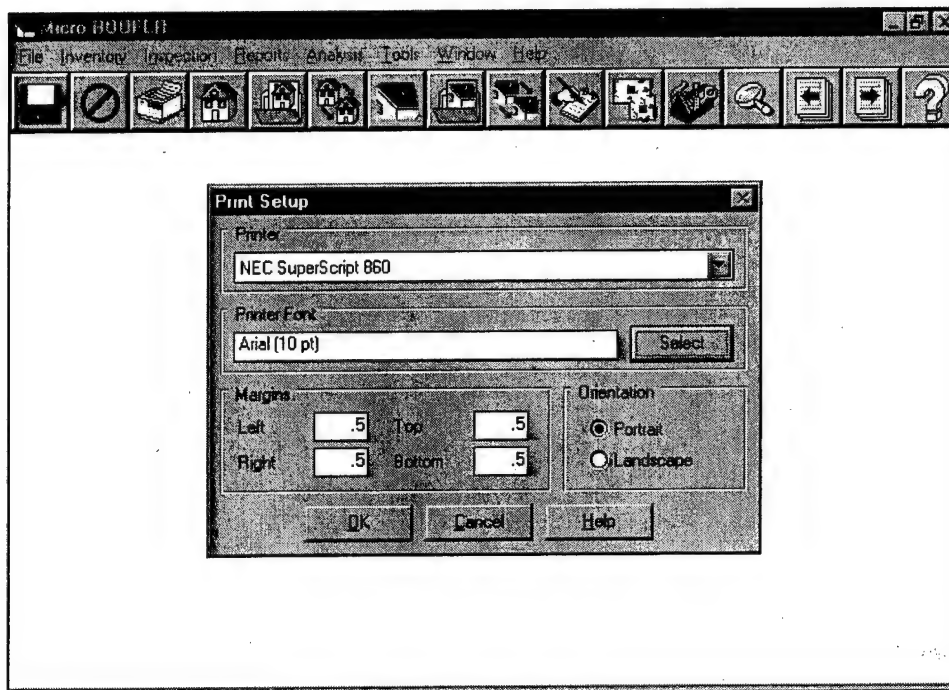 Micro ROOFER
File Inventory Inspection Reports Analysis Tools Window Help
Print Setup
Printer
NEC SuperScript 860
Printer Font
Arial (10 pt)
Select
Margins
Orientation
Left .5 Top .5
Portrait
Right .5 Bottom .5
Landscape
OK Cancel Help